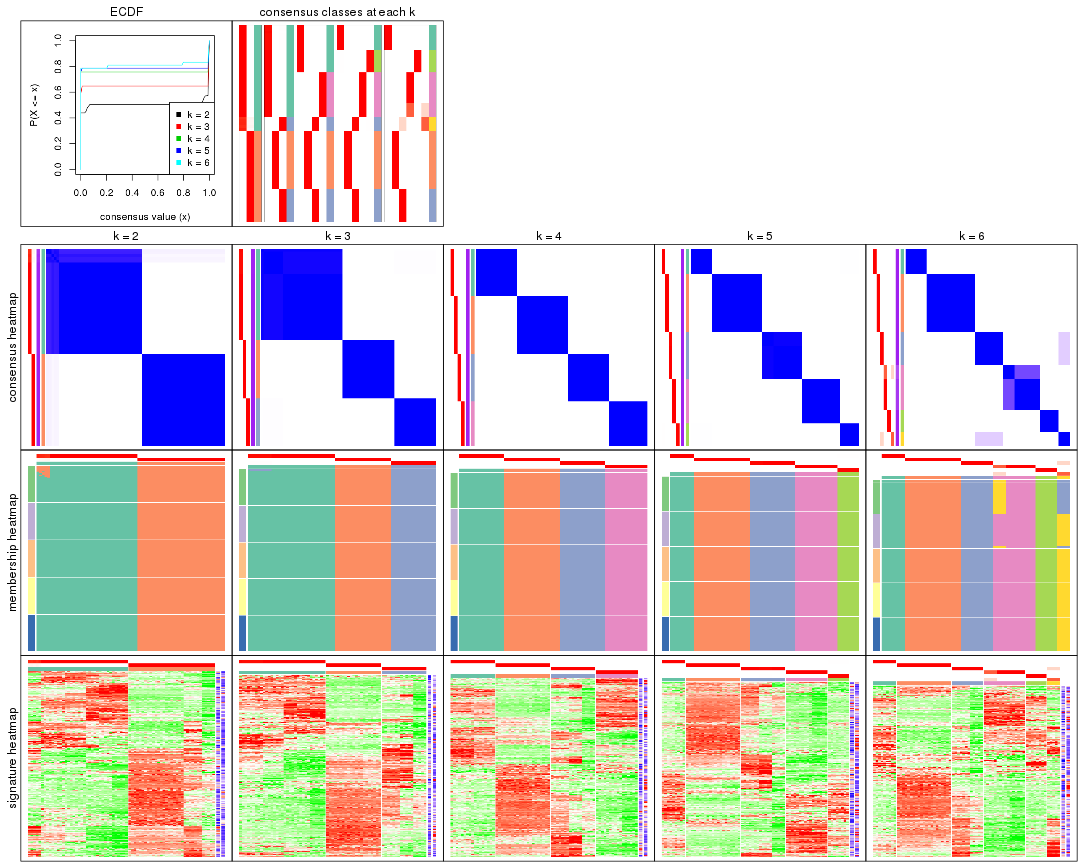 ECDF
consensus classes at each k
P(X <= x)
0.0 0.2 0.4 0.6 0.8 1.0
k = 2
k = 3
k = 4
k = 5
k = 6
0.0 0.2 0.4 0.6 0.8 1.0
consensus value (x)
k = 2
k = 3
k = 4
k = 5
k = 6
consensus heatmap
membership heatmap
signature heatmap